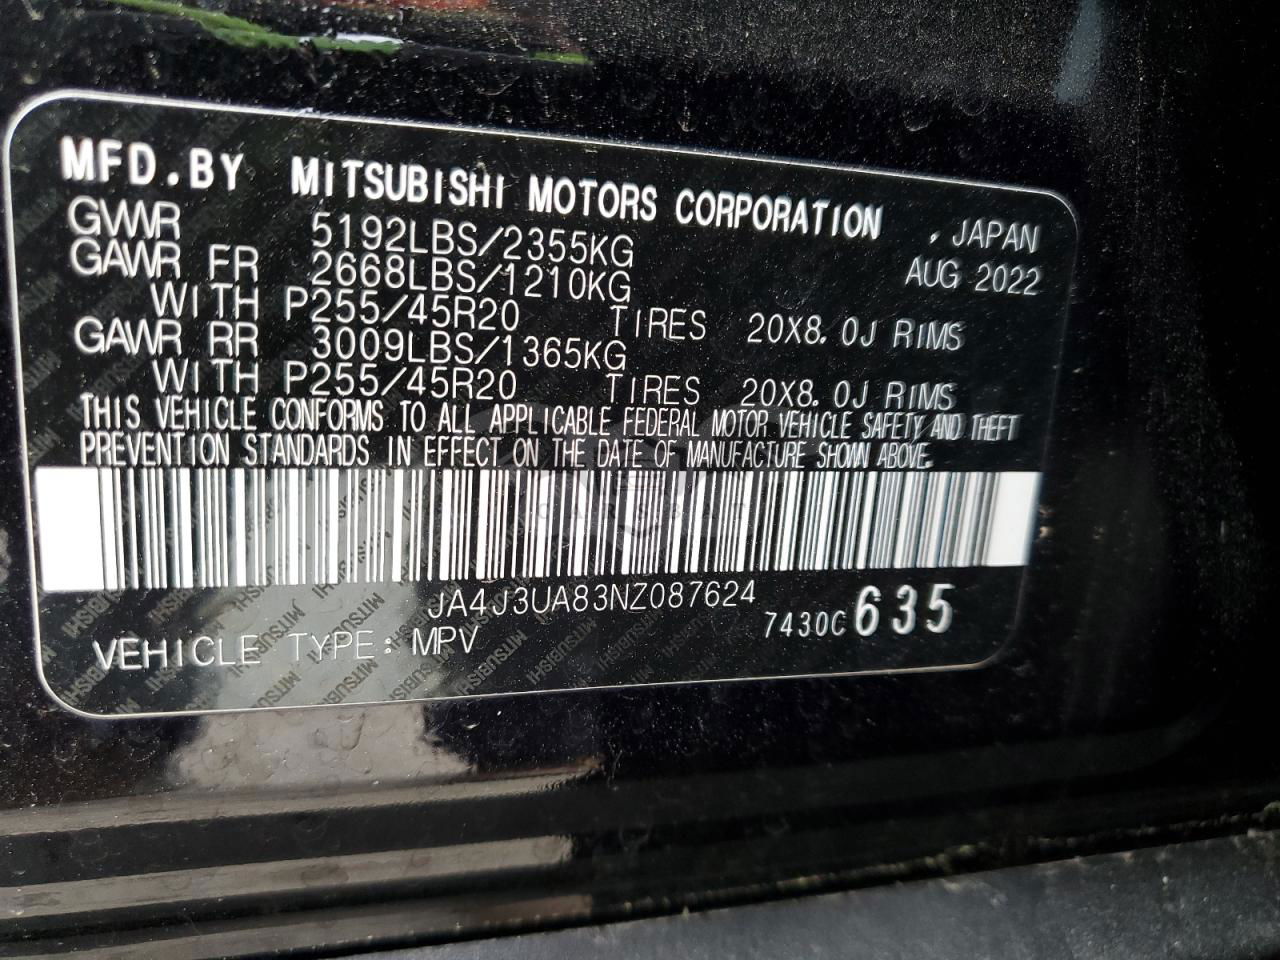 MFD.BY MITSUBISHI MOTORS CORPORATION , JAPAN
GVWR 5192LBS/2355KG AUG 2022
GAWR FR 2668LBS/1210KG
WITH P255/45R20 TIRES 20X8.0J RIMS
GAWR RR 3009LBS/1365KG
WITH P255/45R20 TIRES 20X8.0J RIMS
THIS VEHICLE CONFORMS TO ALL APPLICABLE FEDERAL MOTOR VEHICLE SAFETY AND THEFT
PREVENTION STANDARDS IN EFFECT ON THE DATE OF MANUFACTURE SHOWN ABOVE.
JA4J3UA83NZ087624
7430C 635
VEHICLE TYPE: MPV